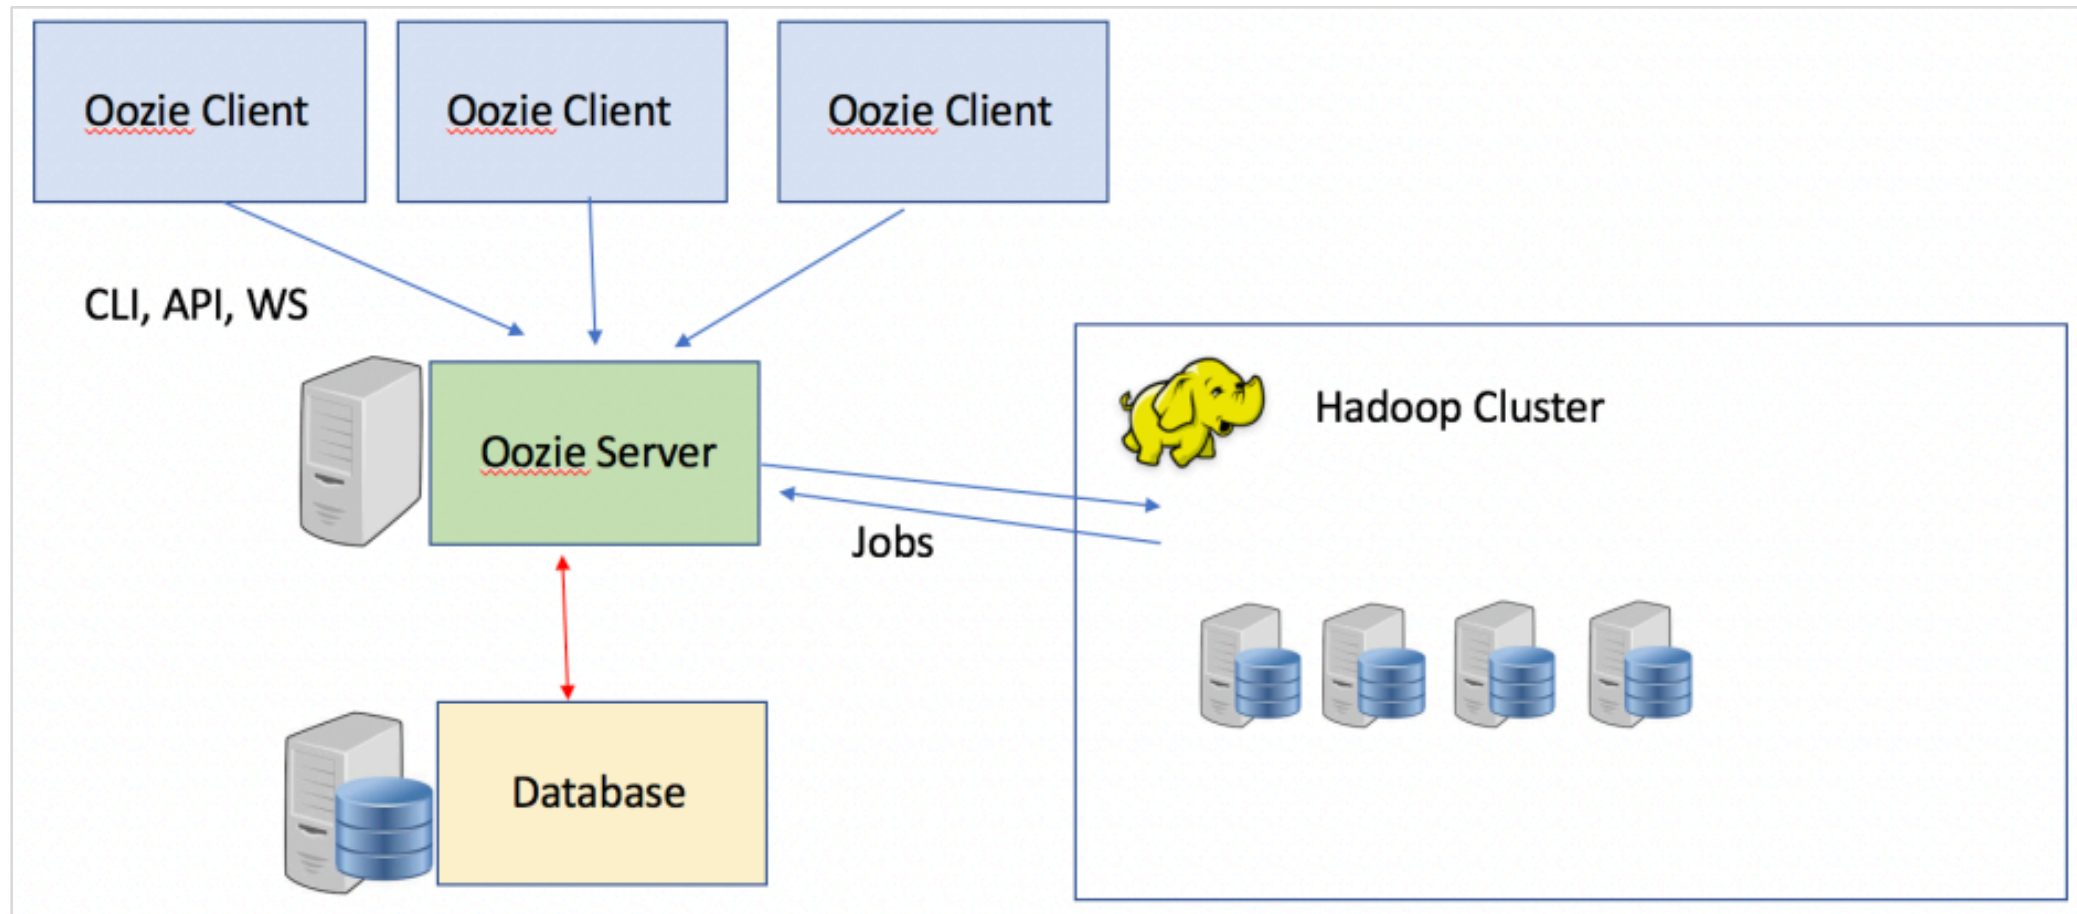 Oozie Client
Oozie Client
Oozie Client
CLI, API, WS
Oozie Server
Hadoop Cluster
Jobs
Database